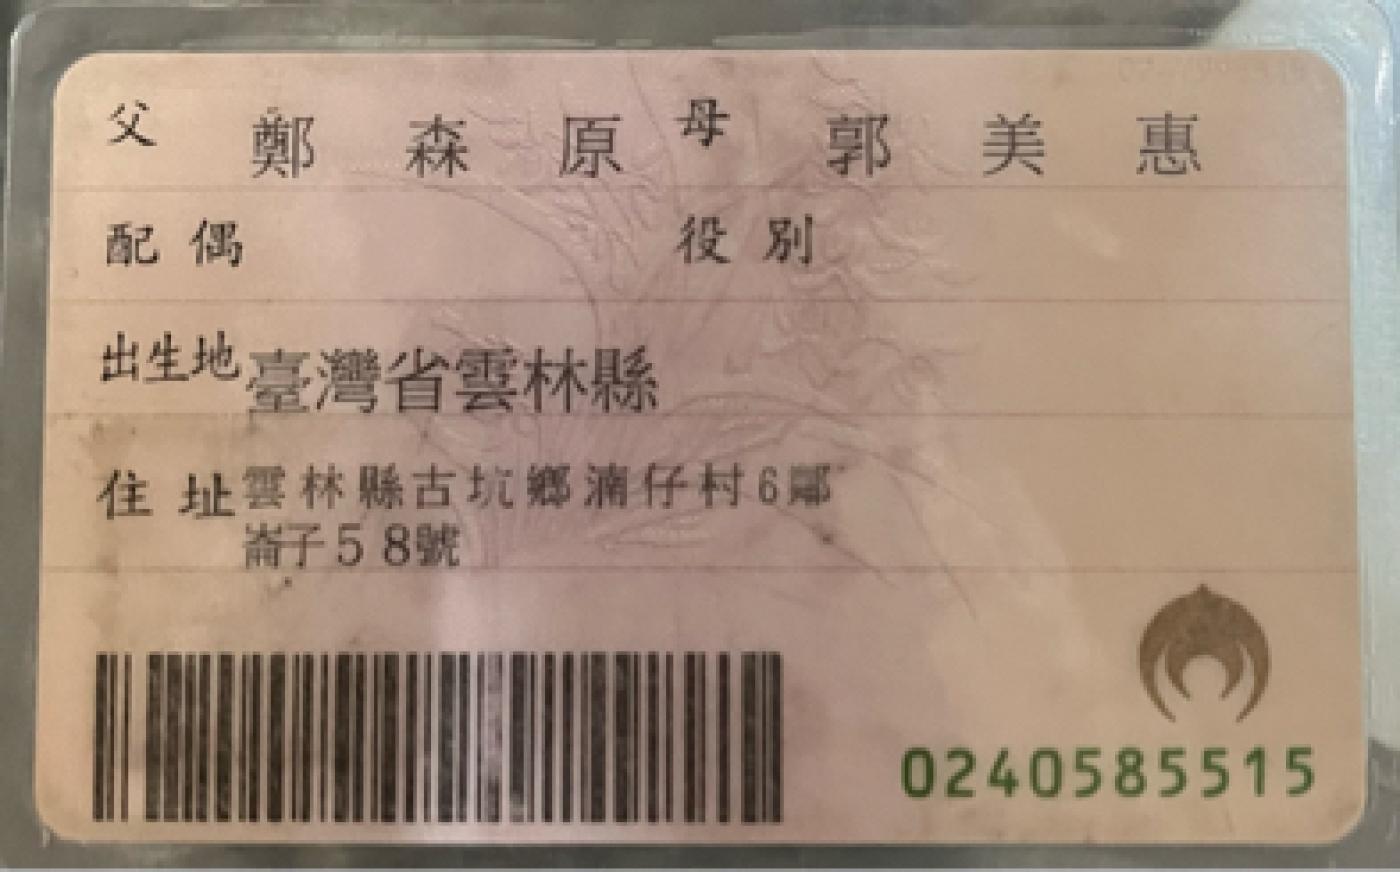 父 鄭森原 母 郭美惠
配偶 役別
出生地 臺灣省雲林縣
住址 雲林縣古坑鄉湳仔村6鄰
崙子58號
0240585515